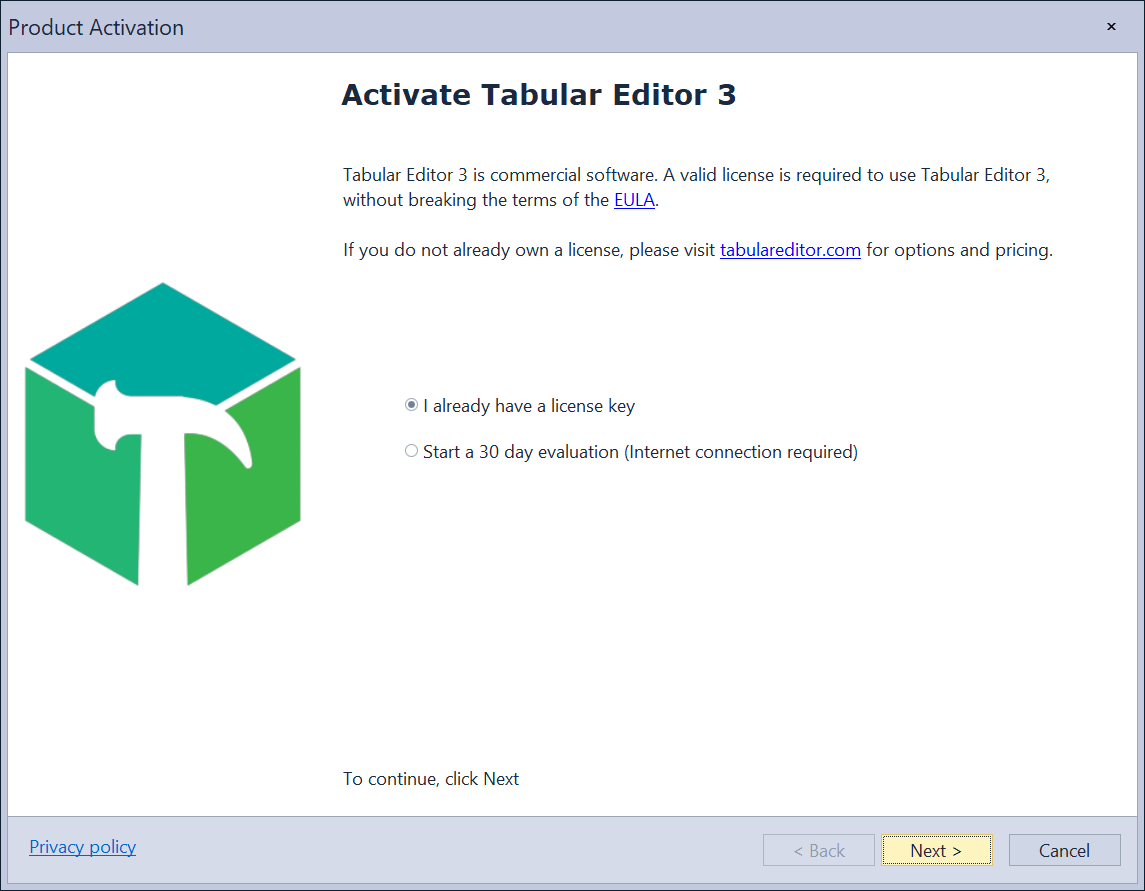 Product Activation
Activate Tabular Editor 3
Tabular Editor 3 is commercial software. A valid license is required to use Tabular Editor 3,
without breaking the terms of the EULA.
If you do not already own a license, please visit tabulareditor.com for options and pricing.
I already have a license key
Start a 30 day evaluation (Internet connection required)
To continue, click Next
Privacy policy
< Back
Next >
Cancel